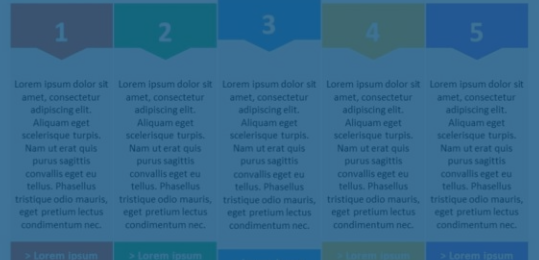 1
Lorem ipsum dolor sit
amet, consectetur
adipiscing elit.
Aliquam eget
scelerisque turpis.
Nam ut erat quis
purus sagittis
convallis eget eu
tellus. Phasellus
tristique odio mauris,
eget pretium lectus
condimentum nec.
> Lorem ipsum
2
Lorem ipsum dolor sit
amet, consectetur
adipiscing elit.
Aliquam eget
scelerisque turpis.
Nam ut erat quis
purus sagittis
convallis eget eu
tellus. Phasellus
tristique odio mauris,
eget pretium lectus
condimentum nec.
> Lorem ipsum
3
Lorem ipsum dolor sit
amet, consectetur
adipiscing elit.
Aliquam eget
scelerisque turpis.
Nam ut erat quis
purus sagittis
convallis eget eu
tellus. Phasellus
tristique odio mauris,
eget pretium lectus
condimentum nec.
4
Lorem ipsum dolor sit
amet, consectetur
adipiscing elit.
Aliquam eget
scelerisque turpis.
Nam ut erat quis
purus sagittis
convallis eget eu
tellus. Phasellus
tristique odio mauris,
eget pretium lectus
condimentum nec.
> Lorem ipsum
5
Lorem ipsum dolor sit
amet, consectetur
adipiscing elit.
Aliquam eget
scelerisque turpis.
Nam ut erat quis
purus sagittis
convallis eget eu
tellus. Phasellus
tristique odio mauris,
eget pretium lectus
condimentum nec.
> Lorem ipsum